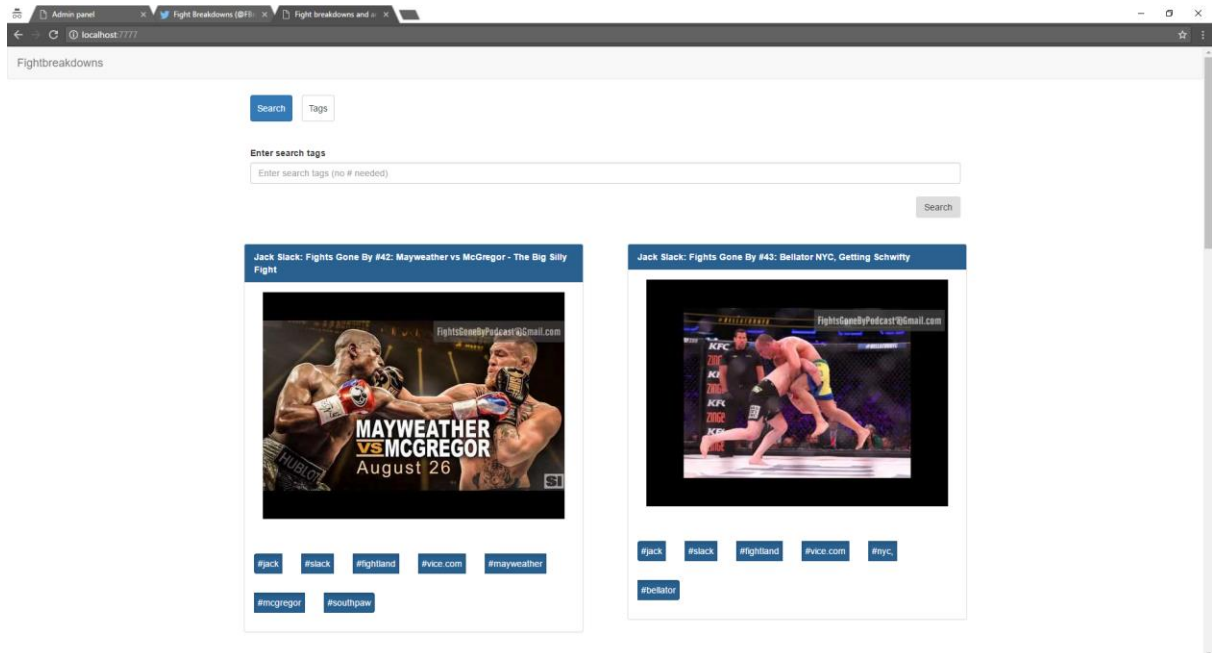 Admin panel
Fight Breakdowns (@FB
Fight breakdowns and
localhost:7777
Fightbreakdowns
Search
Tags
Enter search tags
Enter search tags (no # needed)
Search
Jack Slack: Fights Gone By #42: Mayweather vs McGregor - The Big Silly
Fight
FightsGoneByPodcast@Gmail.com
MAYWEATHER
VS MCGREGOR
August 26
HUBLOT
SI
#jack
#slack
#fightland
#vice.com
#mayweather
#mcgregor
#southpaw
Jack Slack: Fights Gone By #43: Bellator NYC, Getting Schwifty
FightsGoneByPodcast@Gmail.com
KFC
#jack
#slack
#fightland
#vice.com
#nyc,
#bellator